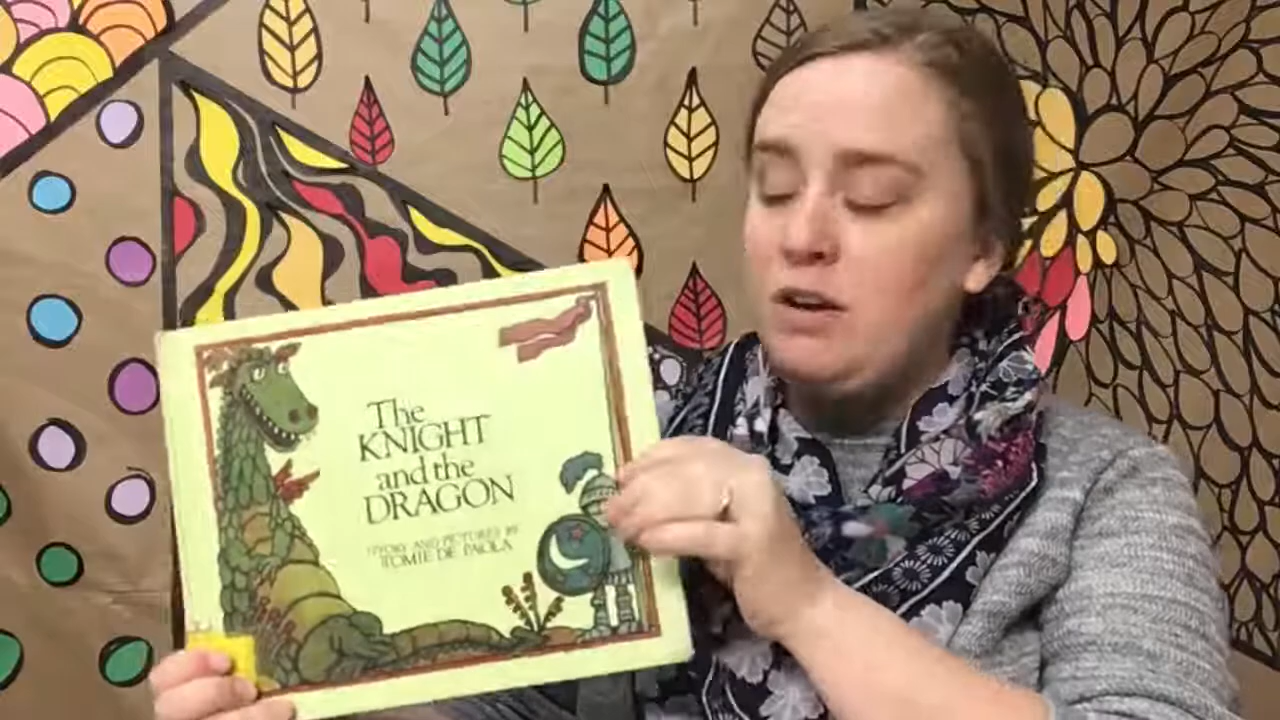 The
KNIGHT
and the
DRAGON
STORY AND PICTURES BY
TOMIE DE PAOLA